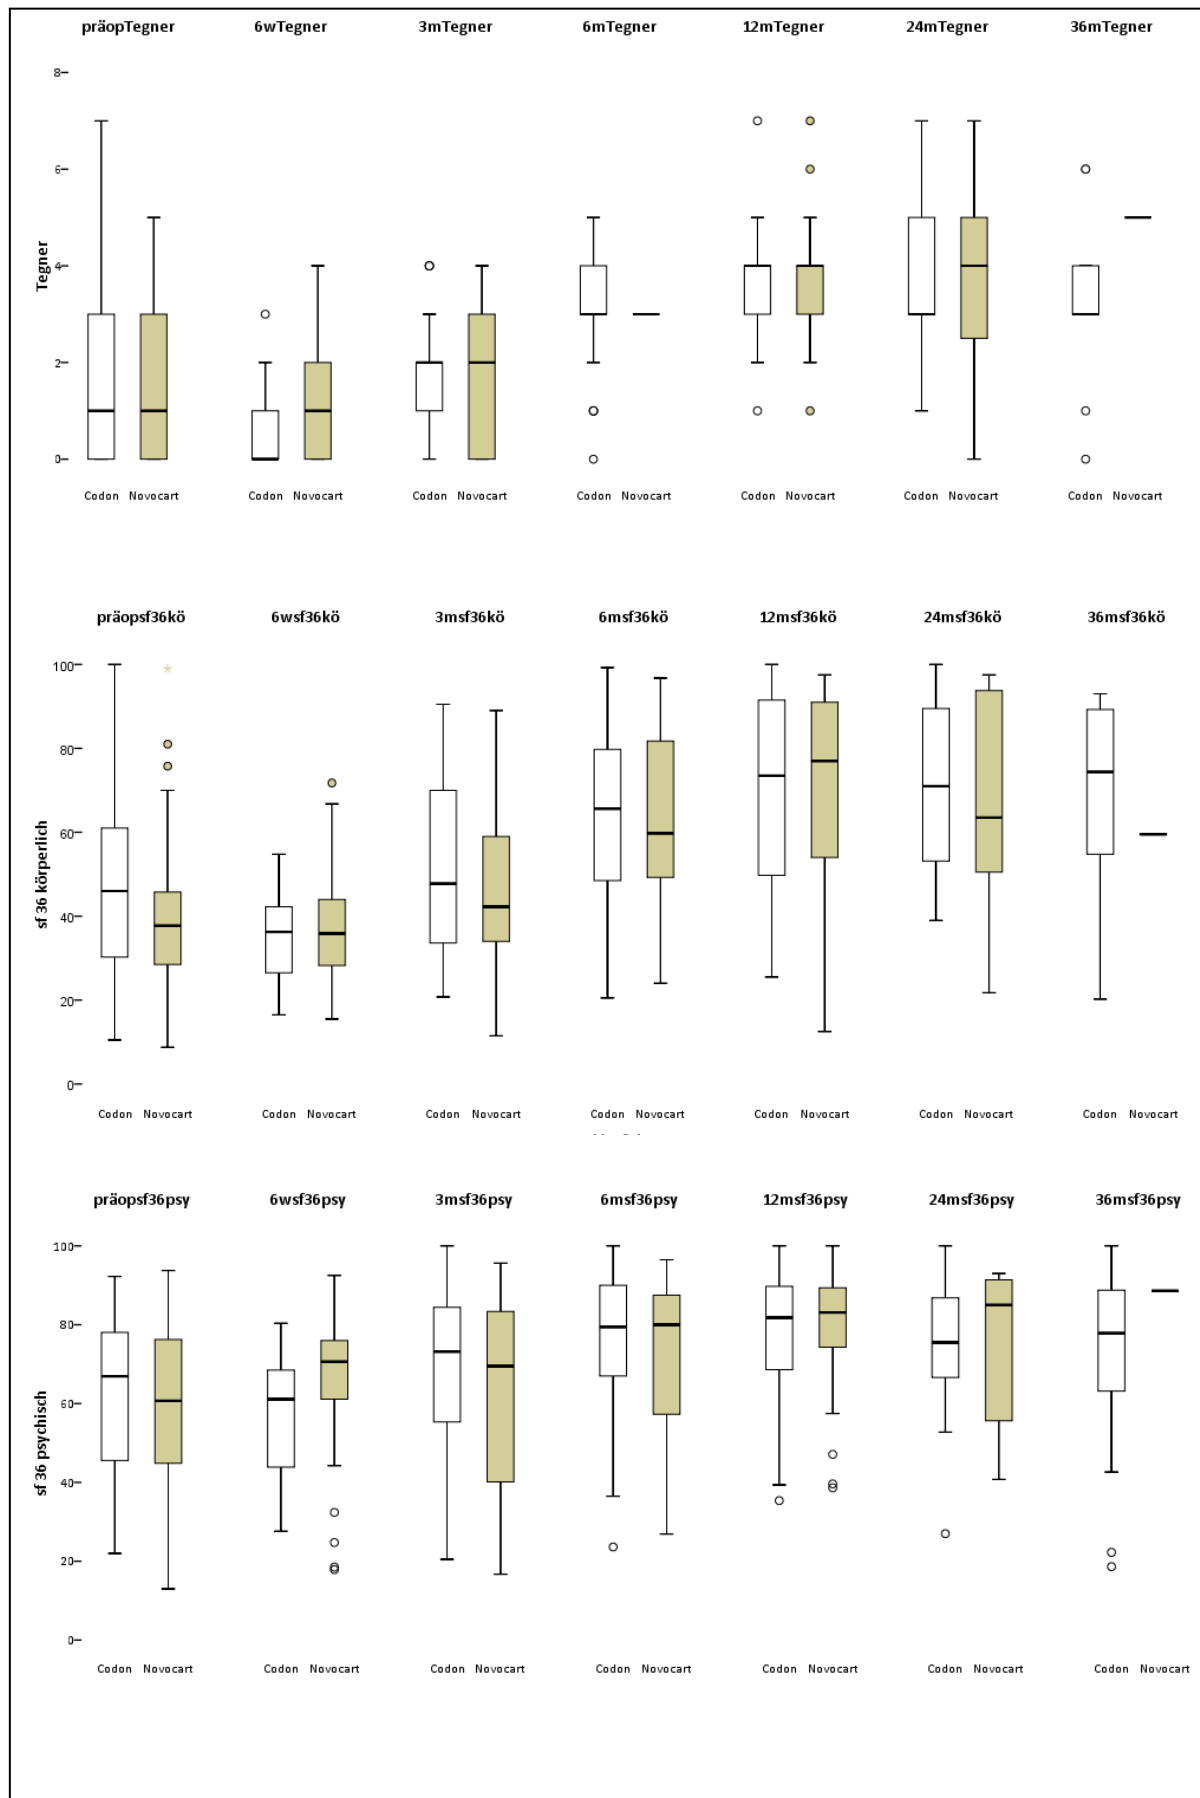 präopTegner 6wTegner 3mTegner 6mTegner 12mTegner 24mTegner 36mTegner
8
6
Tegner
4
2
0
Codon Novocart Codon Novocart Codon Novocart Codon Novocart Codon Novocart Codon Novocart Codon Novocart
präopsf36kö 6wsf36kö 3msf36kö 6msf36kö 12msf36kö 24msf36kö 36msf36kö
100
80
60
sf 36 körperlich
40
20
0
Codon Novocart Codon Novocart Codon Novocart Codon Novocart Codon Novocart Codon Novocart Codon Novocart
präopsf36psy 6wsf36psy 3msf36psy 6msf36psy 12msf36psy 24msf36psy 36msf36psy
100
80
60
sf 36 psychisch
40
20
0
Codon Novocart Codon Novocart Codon Novocart Codon Novocart Codon Novocart Codon Novocart Codon Novocart